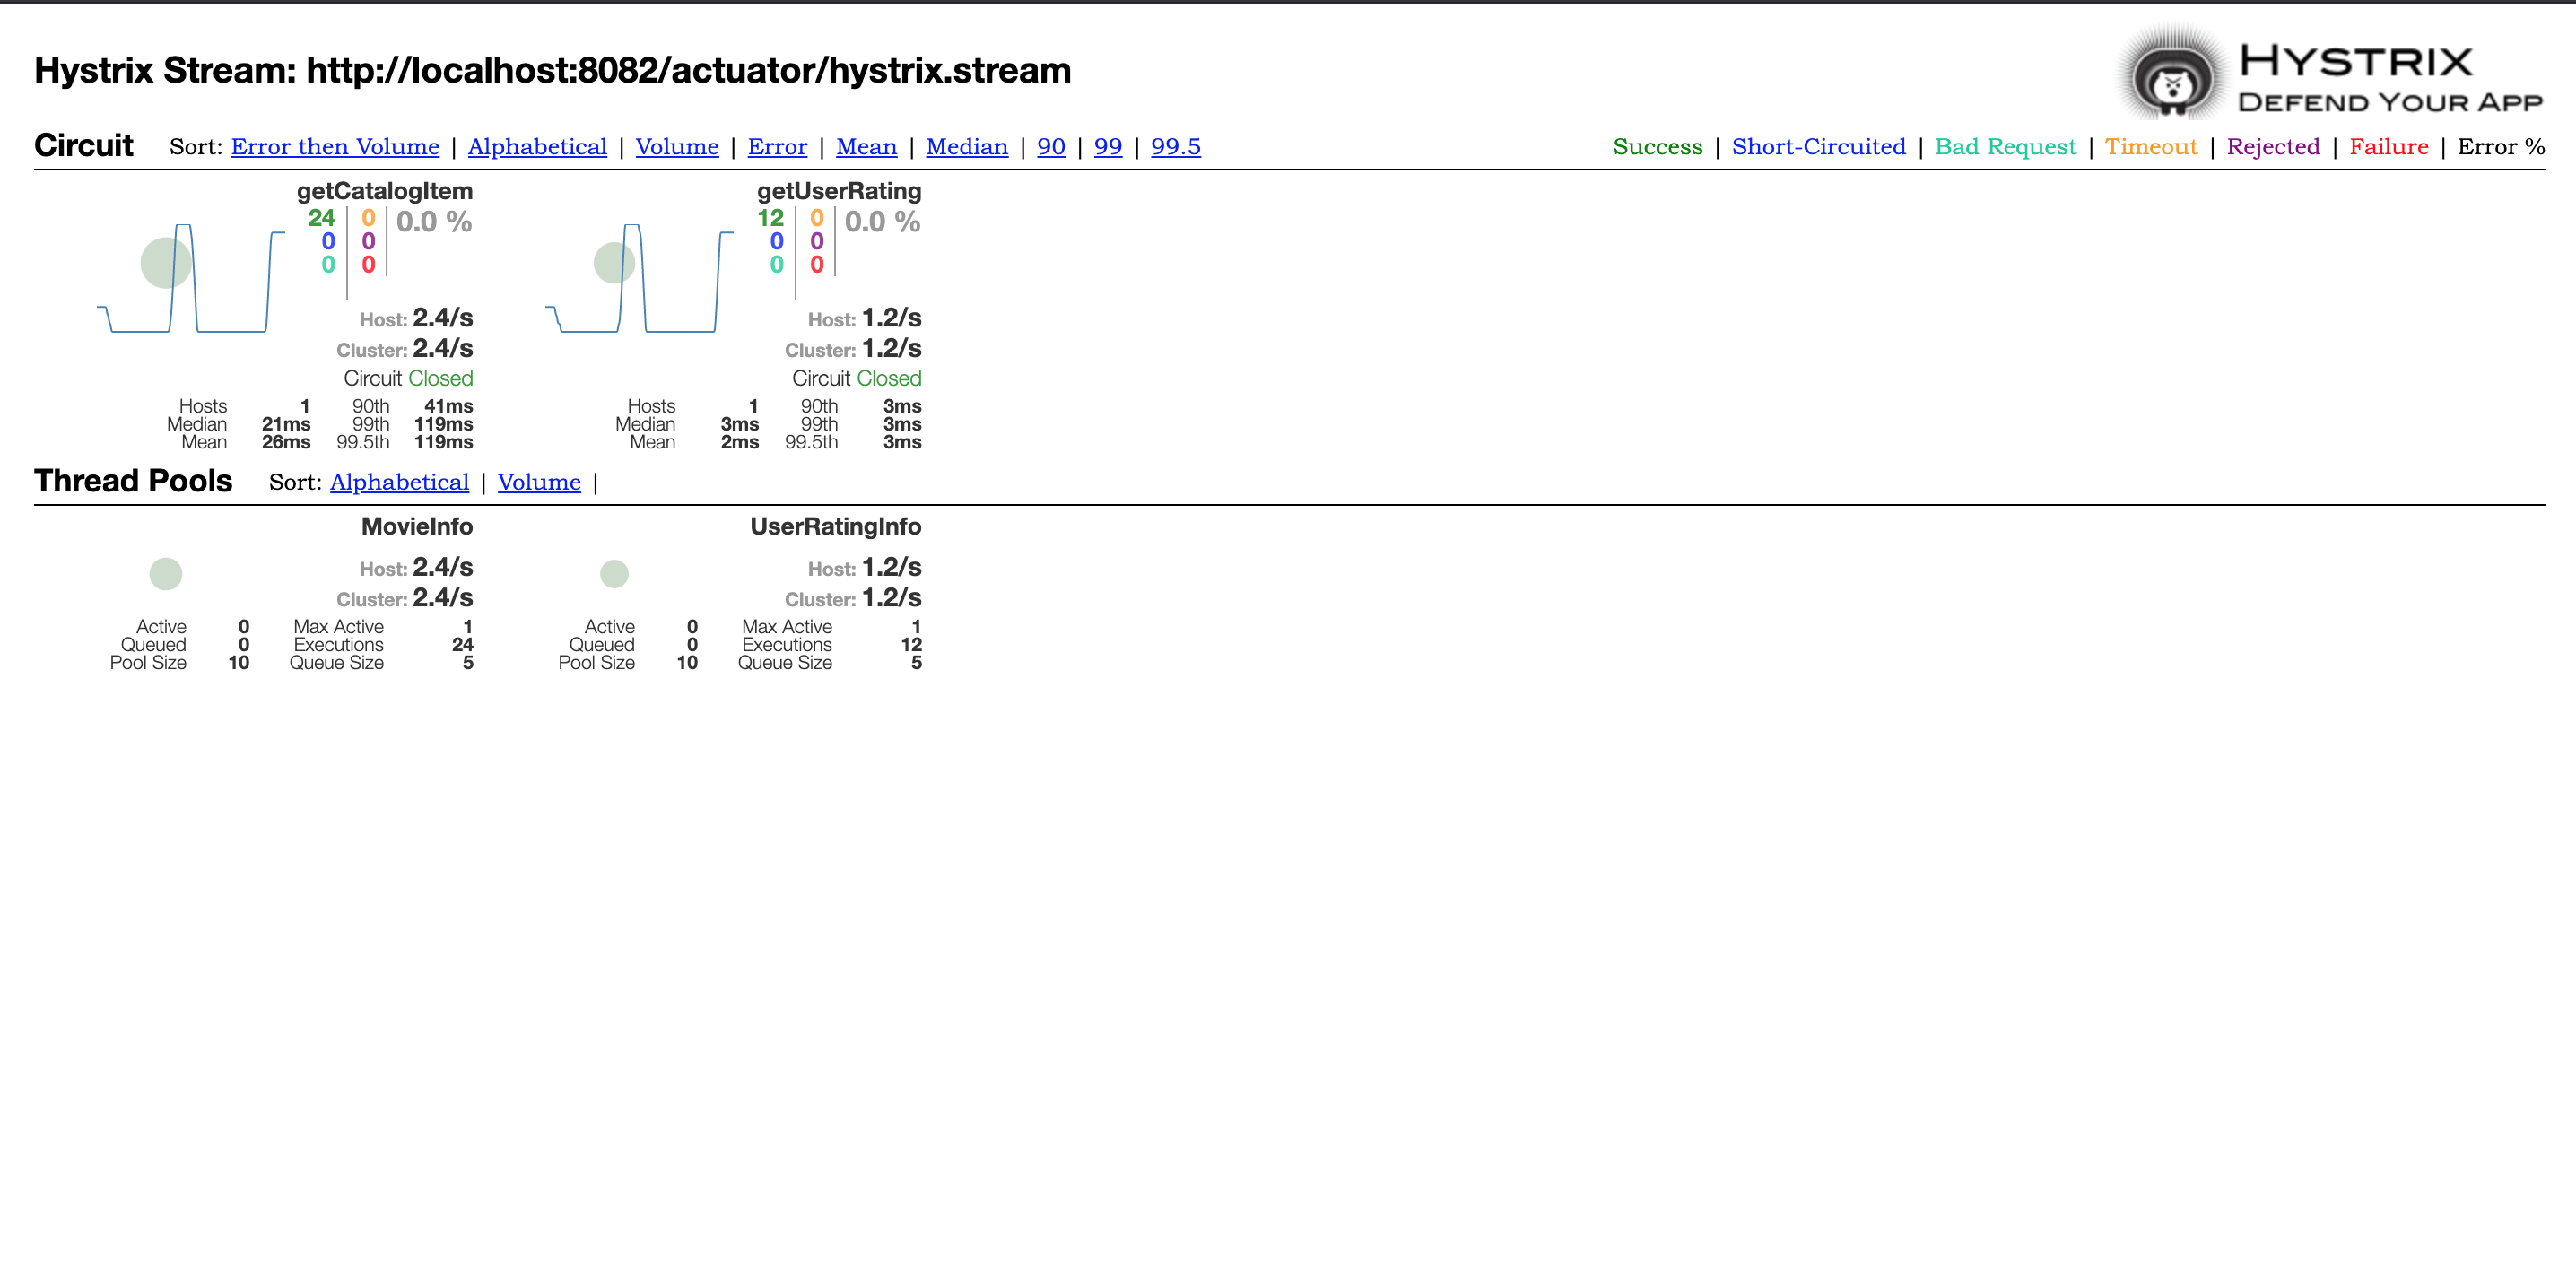 Hystrix Stream: http://localhost:8082/actuator/hystrix.stream
HYSTRIX
DEFEND YOUR APP
Circuit Sort: Error then Volume | Alphabetical | Volume | Error | Mean | Median | 90 | 99 | 99.5
Success | Short-Circuited | Bad Request | Timeout | Rejected | Failure | Error %
getCatalogItem
24 0 0.0 %
0 0
0 0
Host: 2.4/s
Cluster: 2.4/s
Circuit Closed
Hosts 1 90th 41ms
Median 21ms 99th 119ms
Mean 26ms 99.5th 119ms
getUserRating
12 0 0.0 %
0 0
0 0
Host: 1.2/s
Cluster: 1.2/s
Circuit Closed
Hosts 1 90th 3ms
Median 3ms 99th 3ms
Mean 2ms 99.5th 3ms
Thread Pools Sort: Alphabetical | Volume |
MovieInfo
Host: 2.4/s
Cluster: 2.4/s
Active 0 Max Active 1
Queued 0 Executions 24
Pool Size 10 Queue Size 5
UserRatingInfo
Host: 1.2/s
Cluster: 1.2/s
Active 0 Max Active 1
Queued 0 Executions 12
Pool Size 10 Queue Size 5